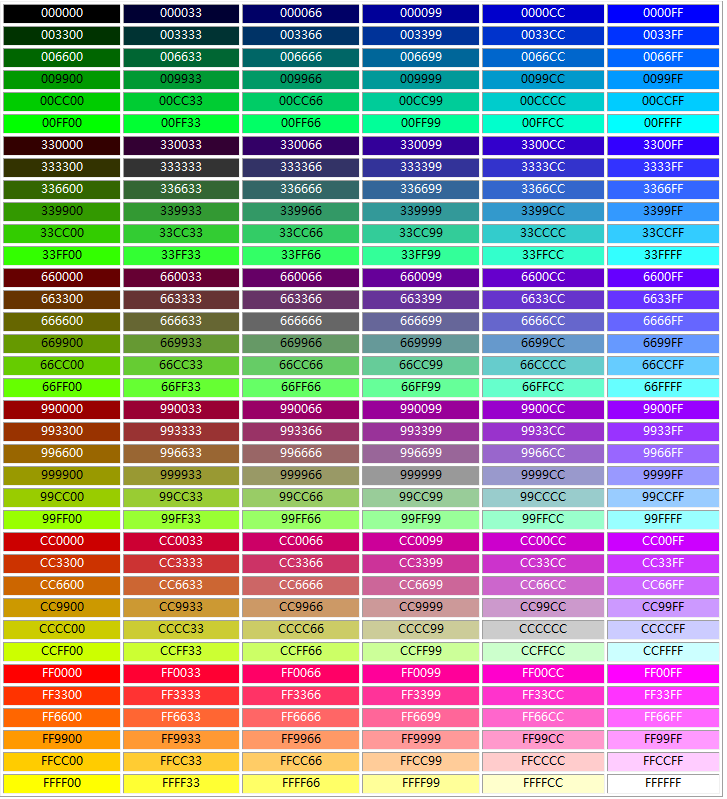 000000 000033 000066 000099 0000CC 0000FF
003300 003333 003366 003399 0033CC 0033FF
006600 006633 006666 006699 0066CC 0066FF
009900 009933 009966 009999 0099CC 0099FF
00CC00 00CC33 00CC66 00CC99 00CCCC 00CCFF
00FF00 00FF33 00FF66 00FF99 00FFCC 00FFFF
330000 330033 330066 330099 3300CC 3300FF
333300 333333 333366 333399 3333CC 3333FF
336600 336633 336666 336699 3366CC 3366FF
339900 339933 339966 339999 3399CC 3399FF
33CC00 33CC33 33CC66 33CC99 33CCCC 33CCFF
33FF00 33FF33 33FF66 33FF99 33FFCC 33FFFF
660000 660033 660066 660099 6600CC 6600FF
663300 663333 663366 663399 6633CC 6633FF
666600 666633 666666 666699 6666CC 6666FF
669900 669933 669966 669999 6699CC 6699FF
66CC00 66CC33 66CC66 66CC99 66CCCC 66CCFF
66FF00 66FF33 66FF66 66FF99 66FFCC 66FFFF
990000 990033 990066 990099 9900CC 9900FF
993300 993333 993366 993399 9933CC 9933FF
996600 996633 996666 996699 9966CC 9966FF
999900 999933 999966 999999 9999CC 9999FF
99CC00 99CC33 99CC66 99CC99 99CCCC 99CCFF
99FF00 99FF33 99FF66 99FF99 99FFCC 99FFFF
CC0000 CC0033 CC0066 CC0099 CC00CC CC00FF
CC3300 CC3333 CC3366 CC3399 CC33CC CC33FF
CC6600 CC6633 CC6666 CC6699 CC66CC CC66FF
CC9900 CC9933 CC9966 CC9999 CC99CC CC99FF
CCCC00 CCCC33 CCCC66 CCCC99 CCCCCC CCCCFF
CCFF00 CCFF33 CCFF66 CCFF99 CCFFCC CCFFFF
FF0000 FF0033 FF0066 FF0099 FF00CC FF00FF
FF3300 FF3333 FF3366 FF3399 FF33CC FF33FF
FF6600 FF6633 FF6666 FF6699 FF66CC FF66FF
FF9900 FF9933 FF9966 FF9999 FF99CC FF99FF
FFCC00 FFCC33 FFCC66 FFCC99 FFCCCC FFCCFF
FFFF00 FFFF33 FFFF66 FFFF99 FFFFCC FFFFFF